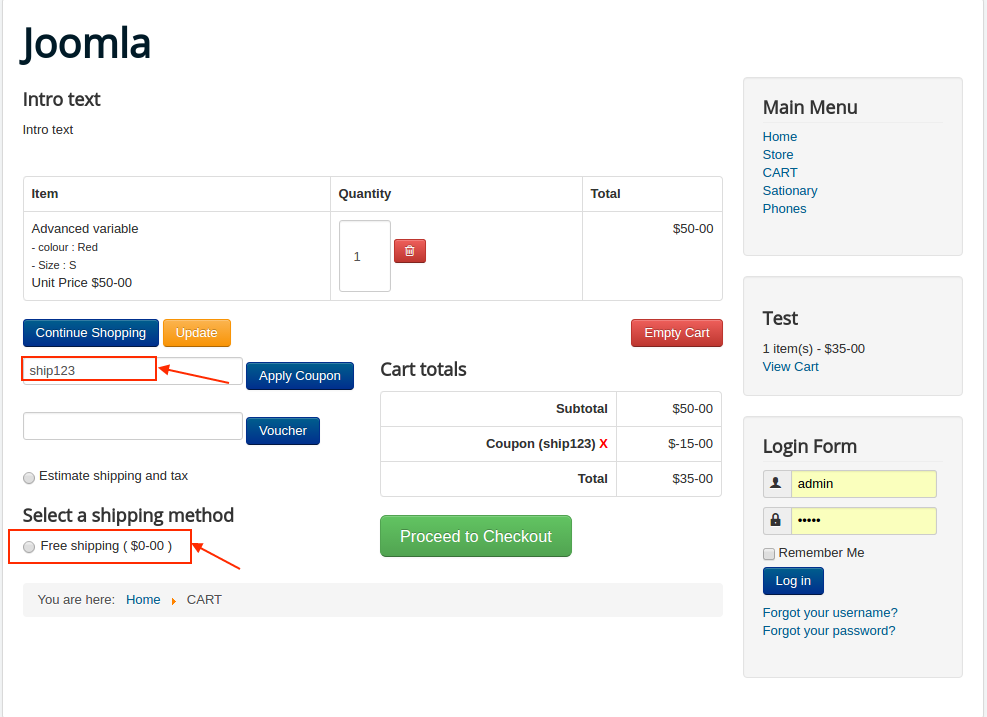 Joomla
Intro text
Intro text
Item Quantity Total
Advanced variable
- colour : Red
- Size : S
Unit Price $50-00
1
$50-00
Continue Shopping Update Empty Cart
ship123 Apply Coupon
Voucher
Estimate shipping and tax
Select a shipping method
Free shipping ( $0-00 )
Cart totals
Subtotal $50-00
Coupon (ship123) X $-15-00
Total $35-00
Proceed to Checkout
You are here: Home CART
Main Menu
Home
Store
CART
Sationary
Phones
Test
1 item(s) - $35-00
View Cart
Login Form
admin
•••••
Remember Me
Log in
Forgot your username?
Forgot your password?